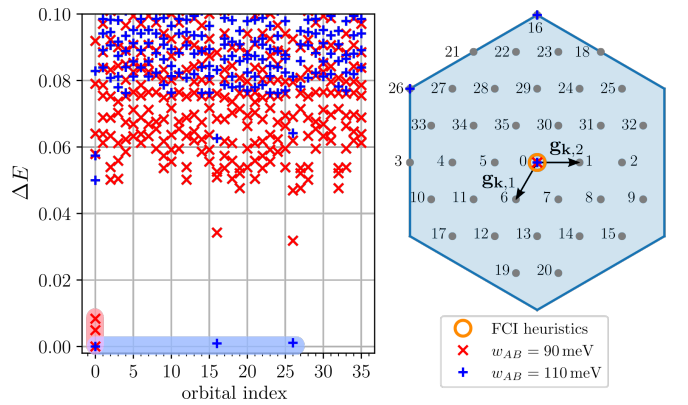 0.10
0.08
0.06
0.04
0.02
0.00
ΔE
0 5 10 15 20 25 30 35
orbital index
16
21 22 23 18
26 27 28 29 24 25
33 34 35 30 31 32
3 4 5 0 1 2
g_k,2
g_k,1
10 11 6 7 8 9
17 12 13 14 15
19 20
FCI heuristics
w_AB = 90 meV
w_AB = 110 meV